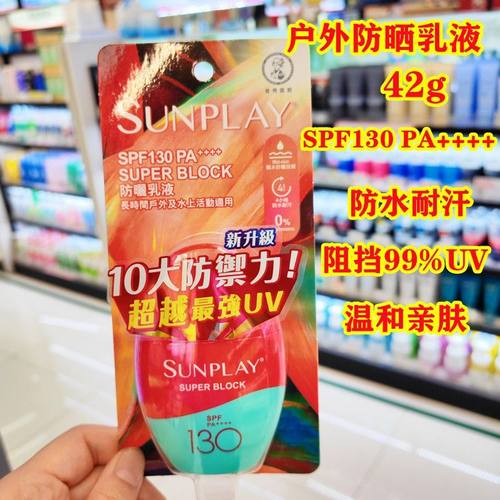 户外防晒乳液
42g
SPF130 PA++++
防水耐汗
阻挡99%UV
温和亲肤
SUNPLAY
SPF130 PA++++
SUPER BLOCK
防曬乳液
長時間戶外及水上活動適用
0%
新升級
10大防禦力!
超越最強UV
SUNPLAY
SUPER BLOCK
SPF
PA++++
130